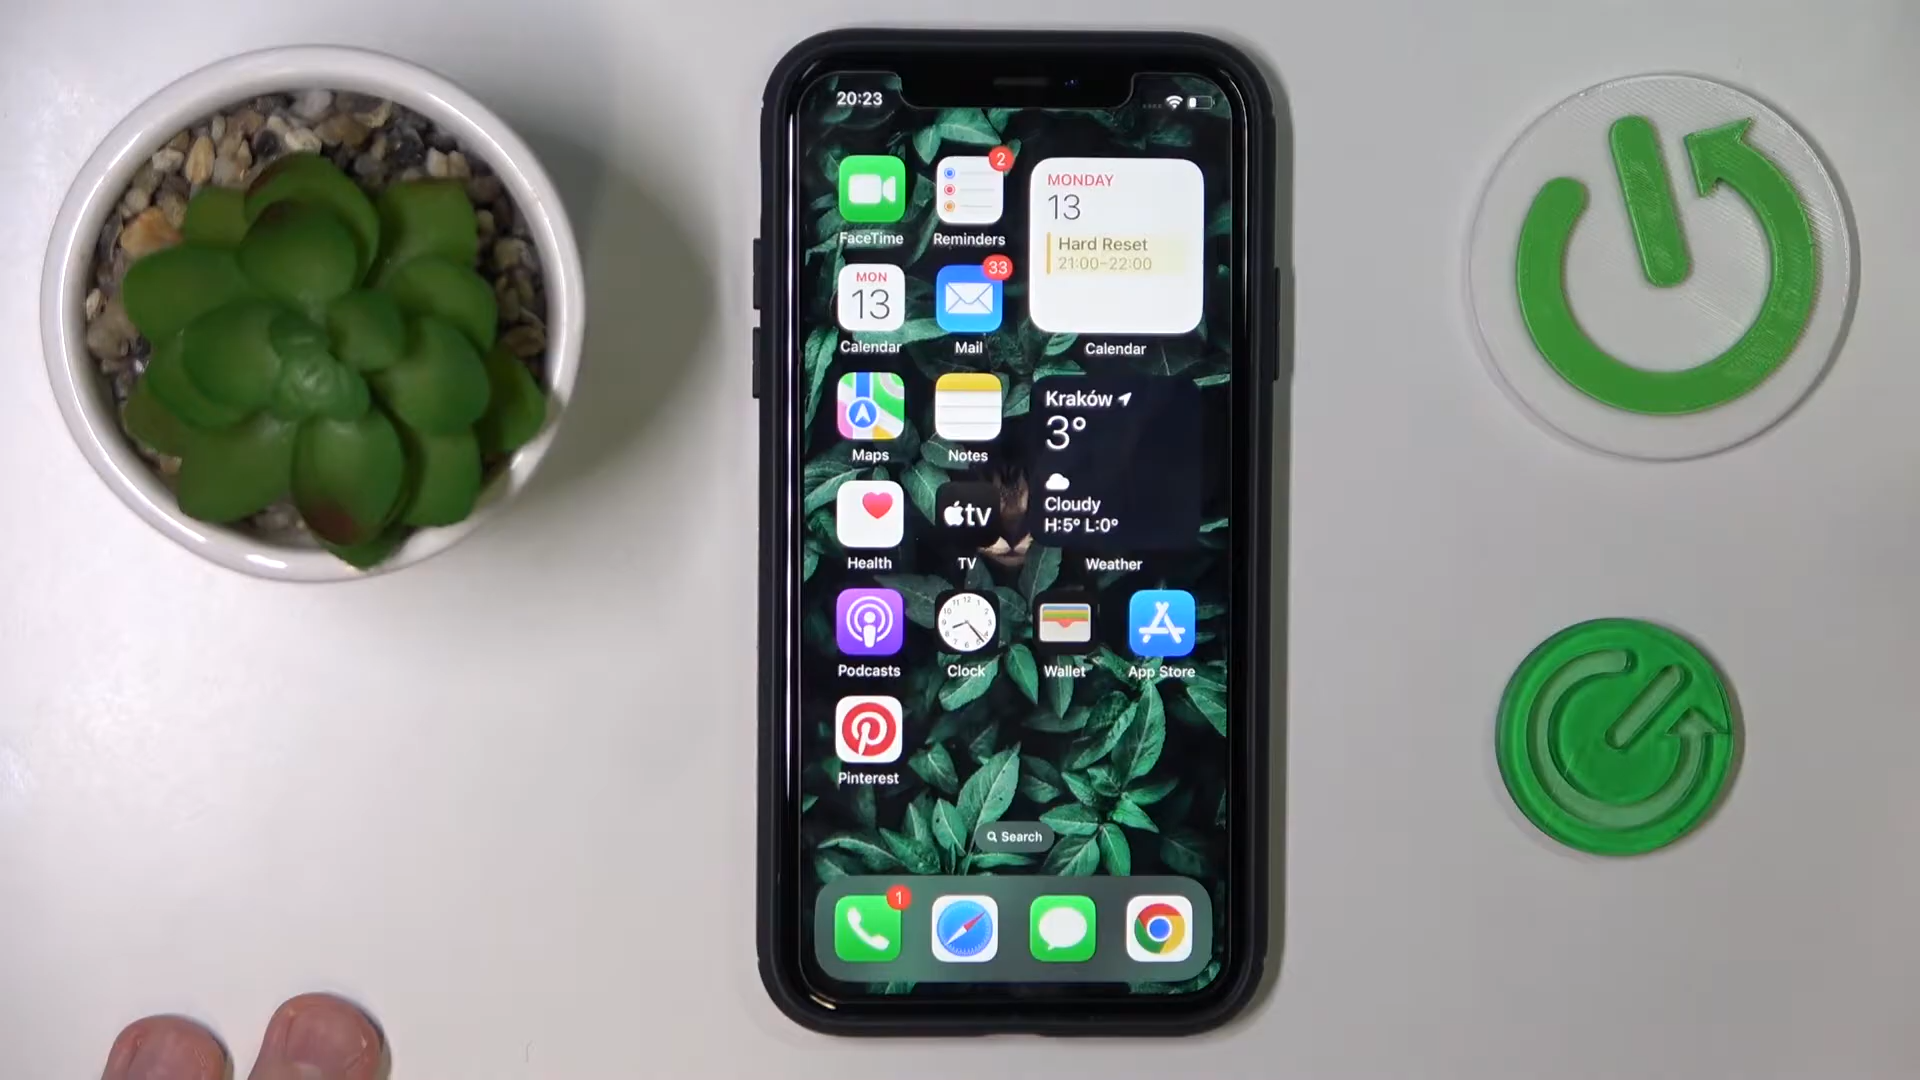 20:23
2
MONDAY
13
Hard Reset
21:00–22:00
FaceTime
Reminders
Calendar
MON
13
33
Calendar
Mail
Kraków
3°
Cloudy
H:5° L:0°
Weather
Maps
Notes
tv
Health
TV
Podcasts
Clock
Wallet
App Store
Pinterest
Search
1